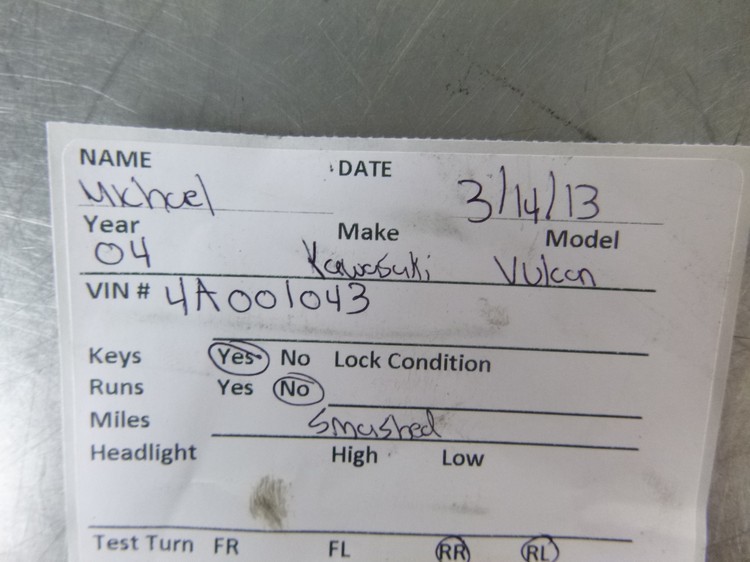 NAME DATE
Michael 3/14/13
Year Make Model
04 Kawasaki Vulcan
VIN # 4A001043
Keys Yes No Lock Condition
Runs Yes No
Miles Smashed
Headlight High Low
Test Turn FR FL RR RL